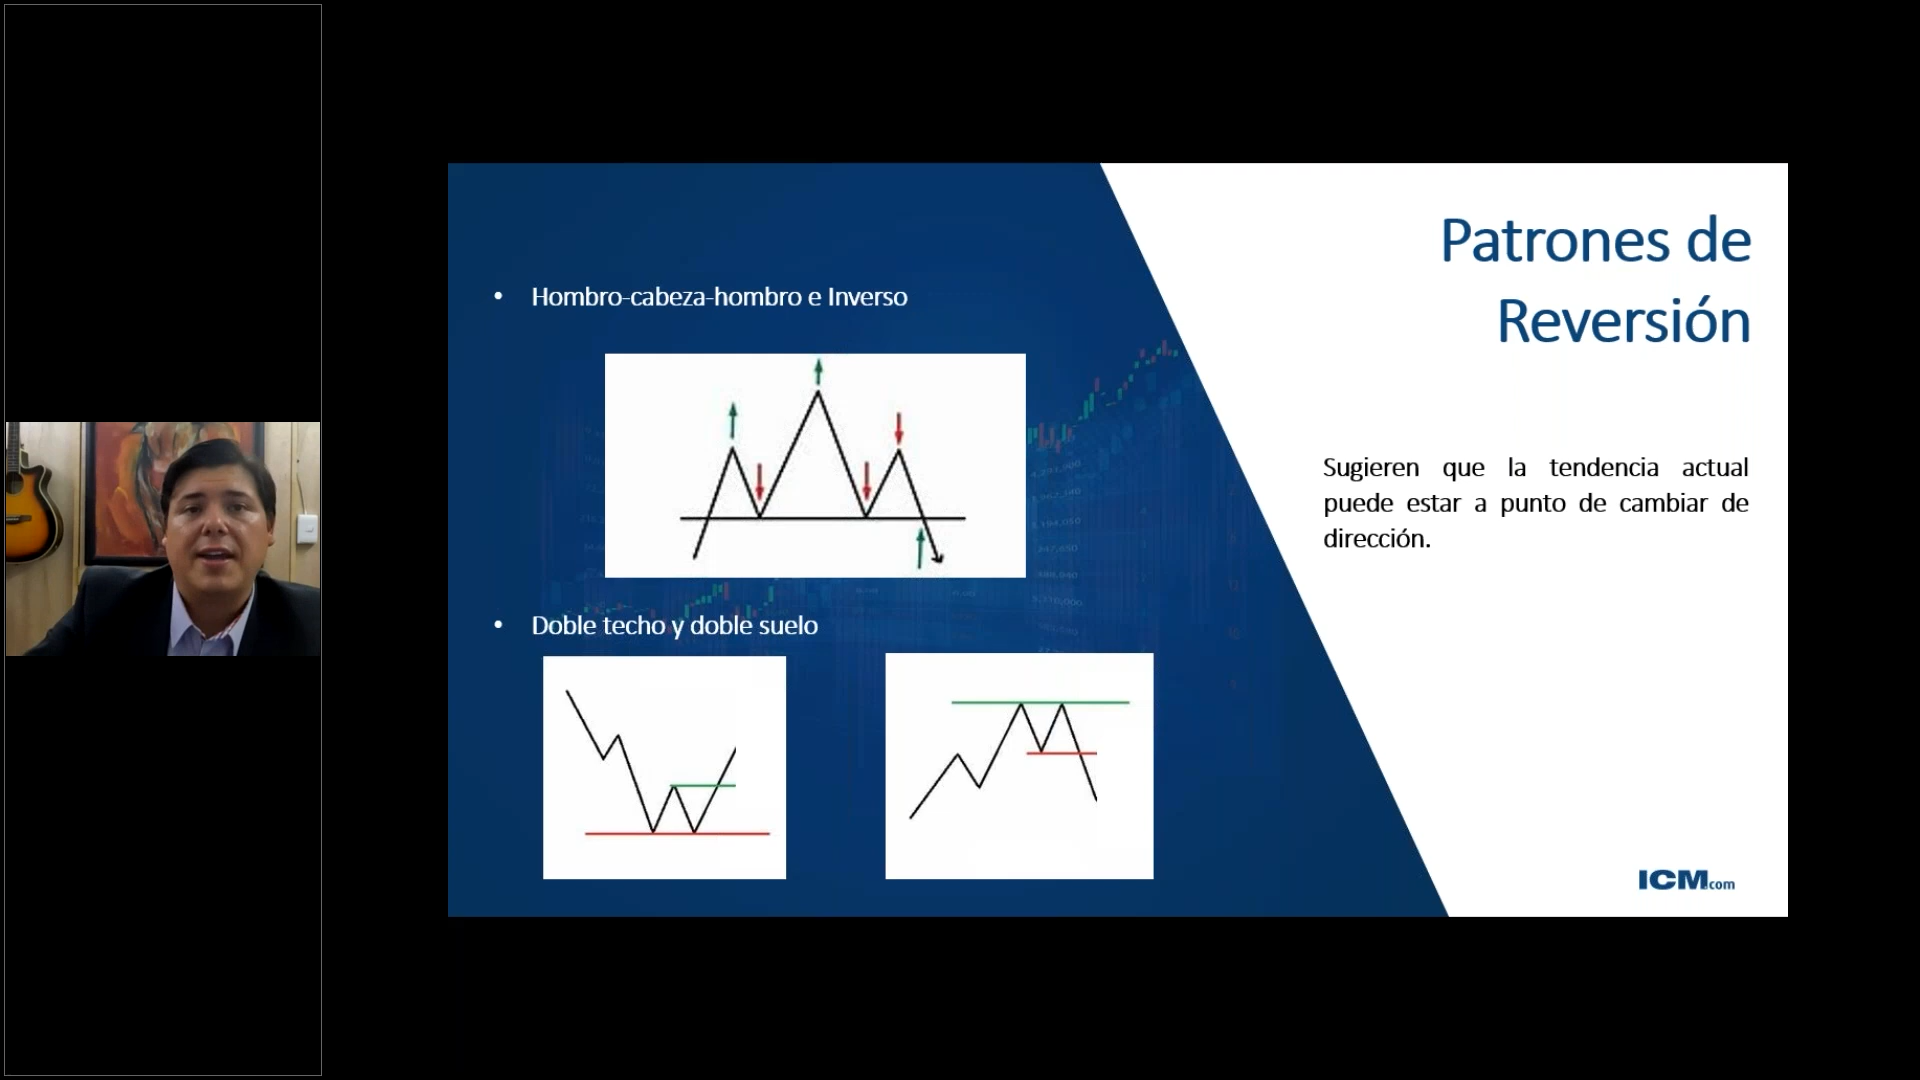 Patrones de
Reversión
• Hombro-cabeza-hombro e Inverso
• Doble techo y doble suelo
Sugieren que la tendencia actual
puede estar a punto de cambiar de
dirección.
ICM.com